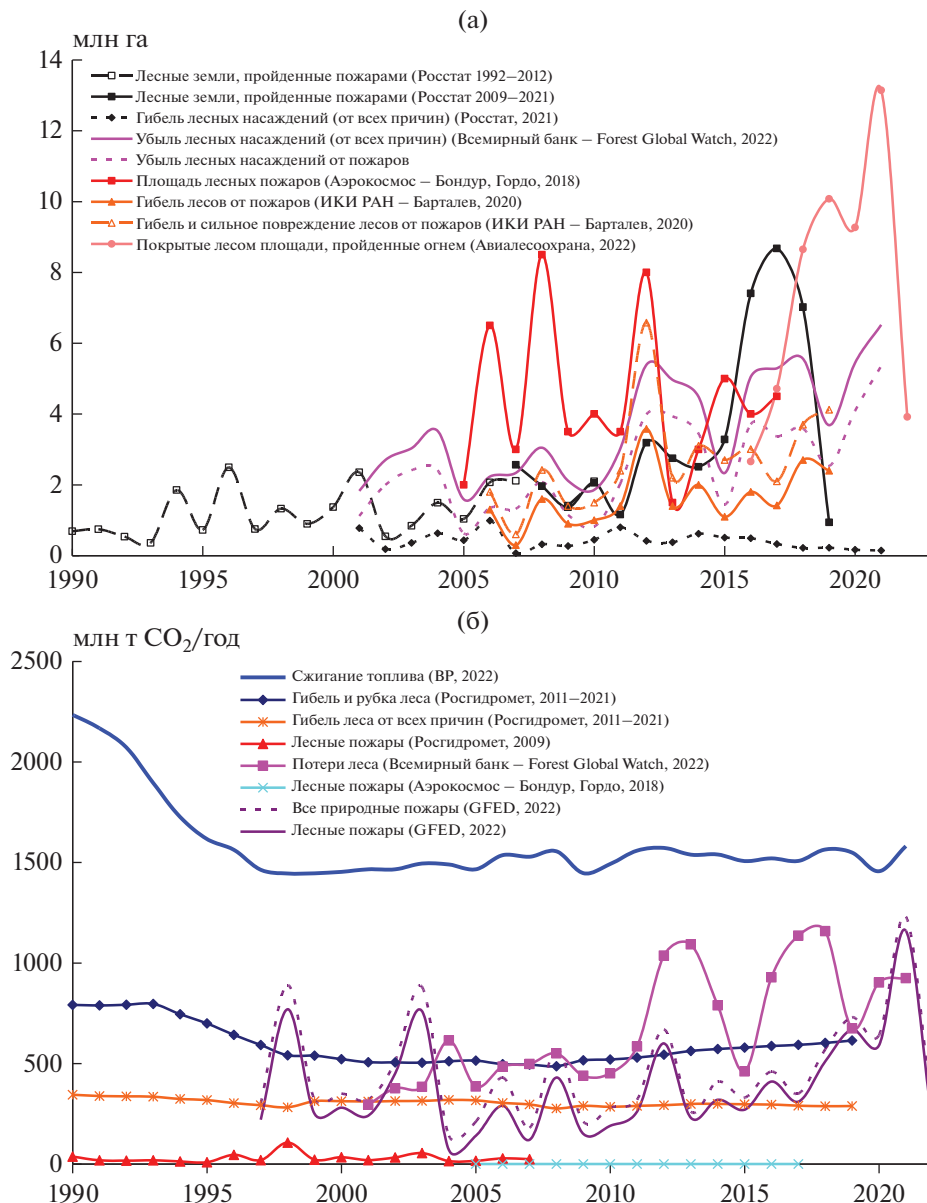 (а)
млн га
14
12
10
8
6
4
2
0
Лесные земли, пройденные пожарами (Росстат 1992–2012)
Лесные земли, пройденные пожарами (Росстат 2009–2021)
Гибель лесных насаждений (от всех причин) (Росстат, 2021)
Убыль лесных насаждений (от всех причин) (Всемирный банк – Forest Global Watch, 2022)
Убыль лесных насаждений от пожаров
Площадь лесных пожаров (Аэрокосмос – Бондур, Гордо, 2018)
Гибель лесов от пожаров (ИКИ РАН – Барталев, 2020)
Гибель и сильное повреждение лесов от пожаров (ИКИ РАН – Барталев, 2020)
Покрытые лесом площади, пройденные огнем (Авиалесоохрана, 2022)
1990 1995 2000 2005 2010 2015 2020
(б)
млн т CO₂/год
2500
2000
1500
1000
500
0
Сжигание топлива (BP, 2022)
Гибель и рубка леса (Росгидромет, 2011–2021)
Гибель леса от всех причин (Росгидромет, 2011–2021)
Лесные пожары (Росгидромет, 2009)
Потери леса (Всемирный банк – Forest Global Watch, 2022)
Лесные пожары (Аэрокосмос – Бондур, Гордо, 2018)
Все природные пожары (GFED, 2022)
Лесные пожары (GFED, 2022)
1990 1995 2000 2005 2010 2015 2020